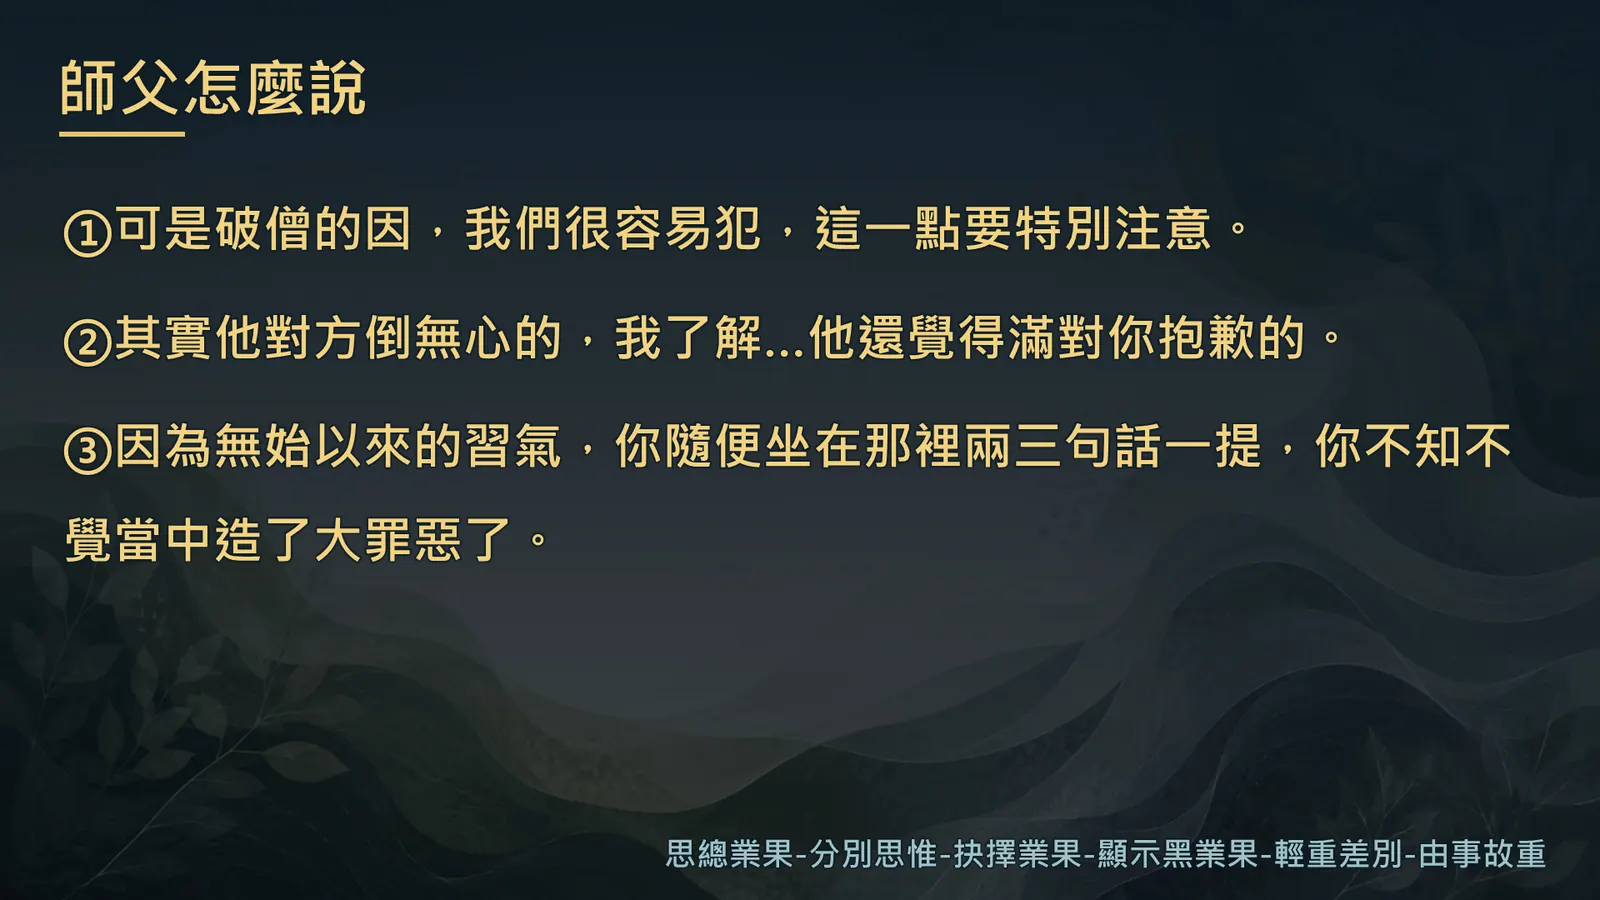 師父怎麼說
①可是破僧的因，我們很容易犯，這一點要特別注意。
②其實他對方倒無心的，我了解...他還覺得滿對你抱歉的。
③因為無始以來的習氣，你隨便坐在那裡兩三句話一提，你不知不
覺當中造了大罪惡了。
思總業果-分別思惟-抉擇業果-顯示黑業果-輕重差別-由事故重